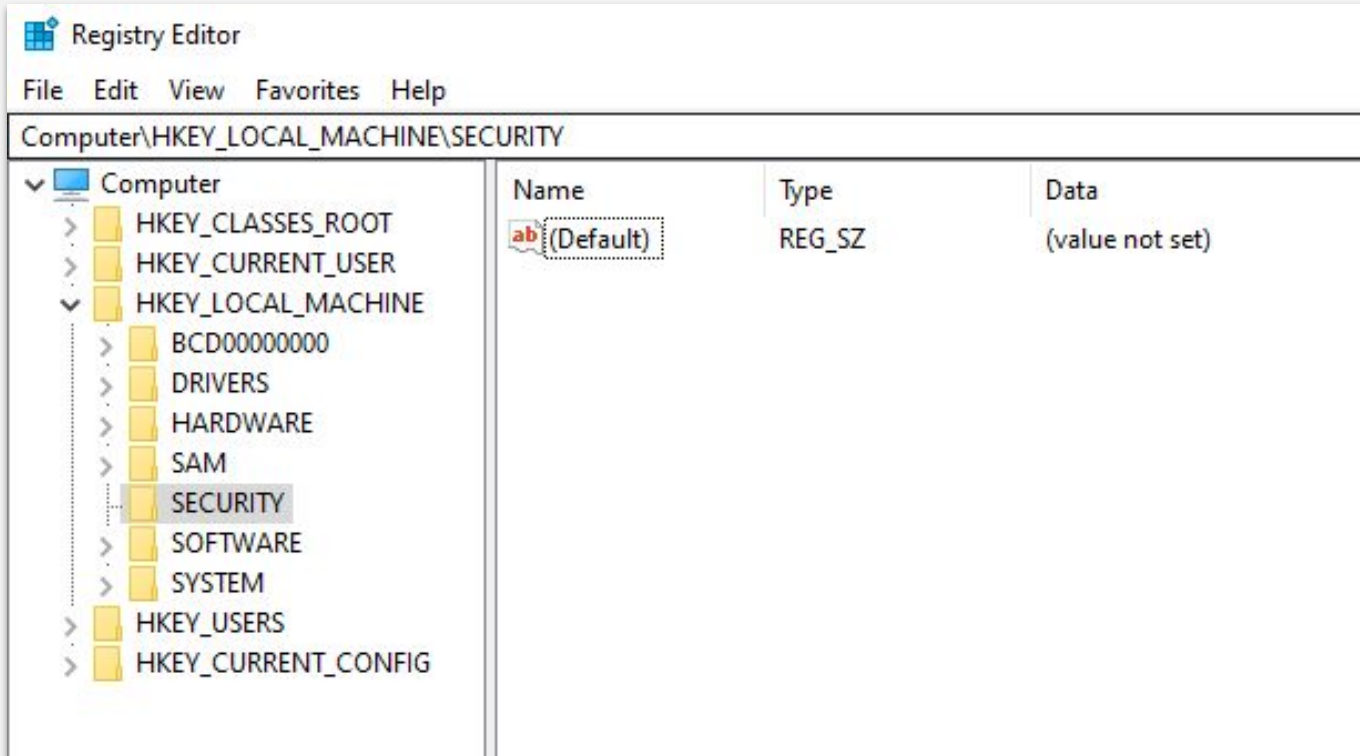 Registry Editor
File Edit View Favorites Help
Computer\HKEY_LOCAL_MACHINE\SECURITY
Computer
HKEY_CLASSES_ROOT
HKEY_CURRENT_USER
HKEY_LOCAL_MACHINE
BCD00000000
DRIVERS
HARDWARE
SAM
SECURITY
SOFTWARE
SYSTEM
HKEY_USERS
HKEY_CURRENT_CONFIG
Name Type Data
ab (Default) REG_SZ (value not set)